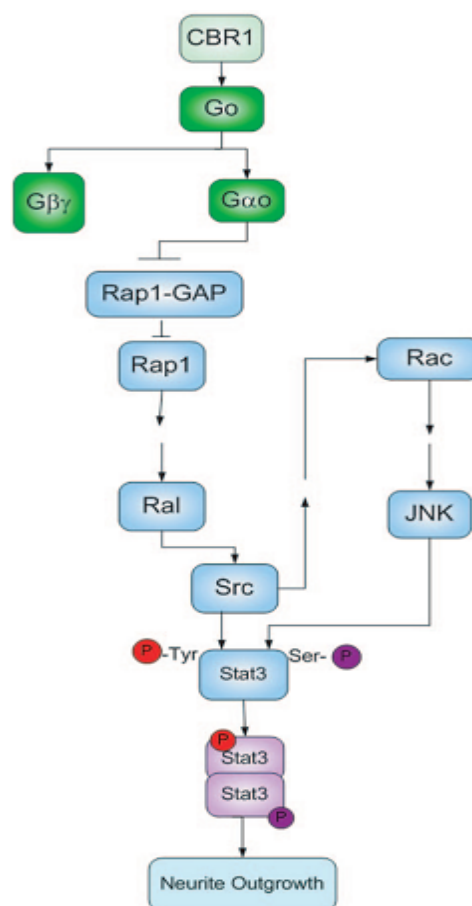 CBR1
Go
Gβγ
Gαo
Rap1-GAP
Rap1
Rac
Ral
JNK
Src
P-Tyr
Ser-P
Stat3
P
Stat3
Stat3
P
Neurite Outgrowth